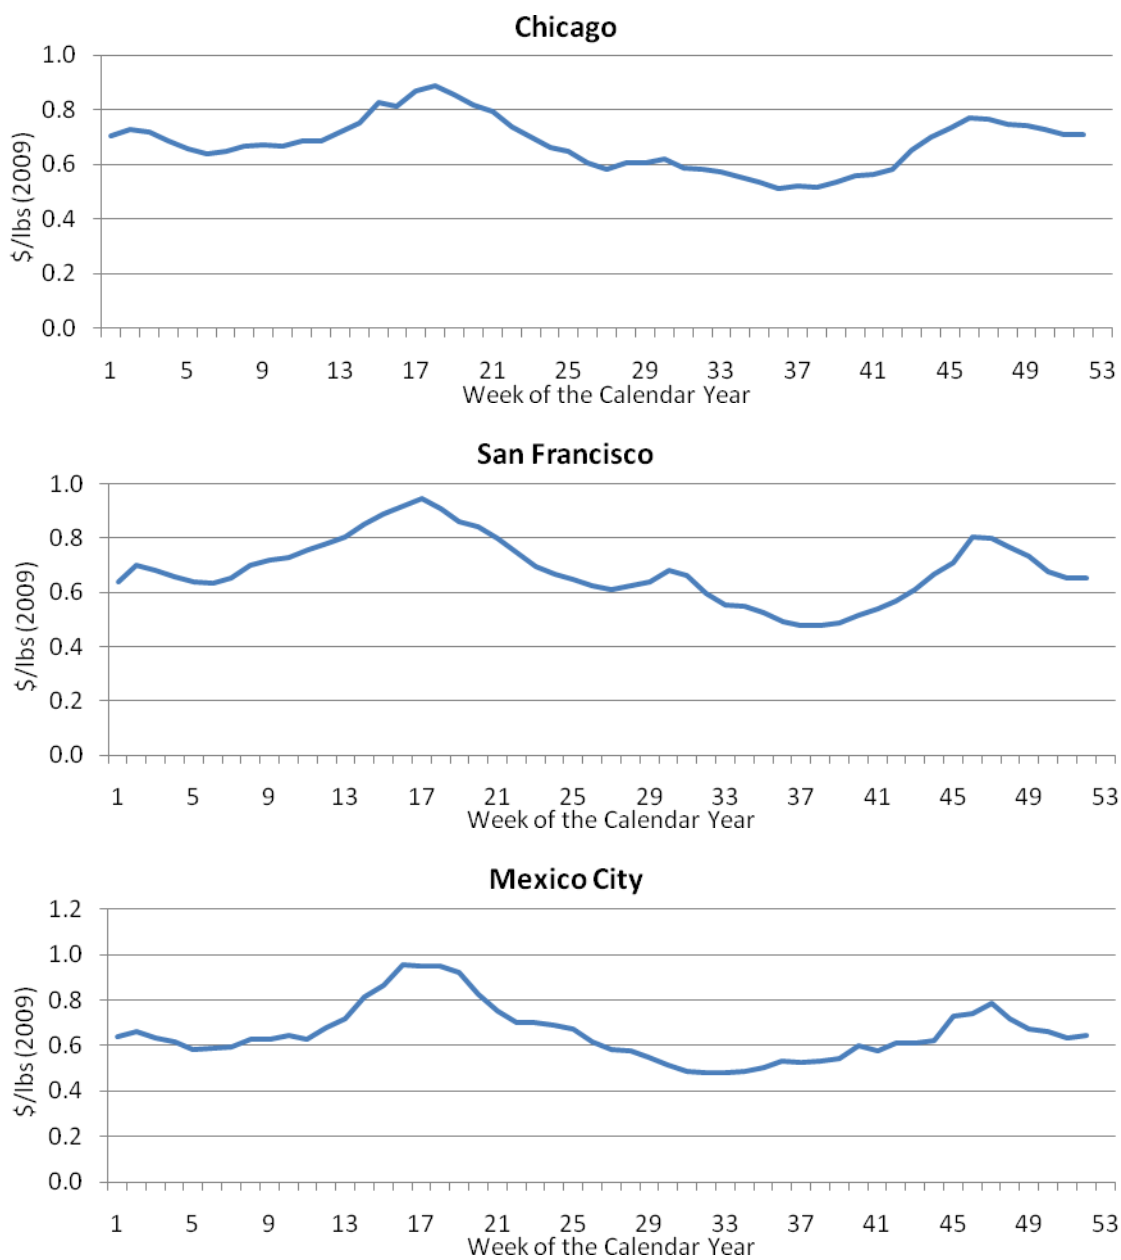 Chicago
1.0
0.8
0.6
0.4
0.2
0.0
$/lbs (2009)
1 5 9 13 17 21 25 29 33 37 41 45 49 53
Week of the Calendar Year
San Francisco
1.0
0.8
0.6
0.4
0.2
0.0
$/lbs (2009)
1 5 9 13 17 21 25 29 33 37 41 45 49 53
Week of the Calendar Year
Mexico City
1.2
1.0
0.8
0.6
0.4
0.2
0.0
$/lbs (2009)
1 5 9 13 17 21 25 29 33 37 41 45 49 53
Week of the Calendar Year